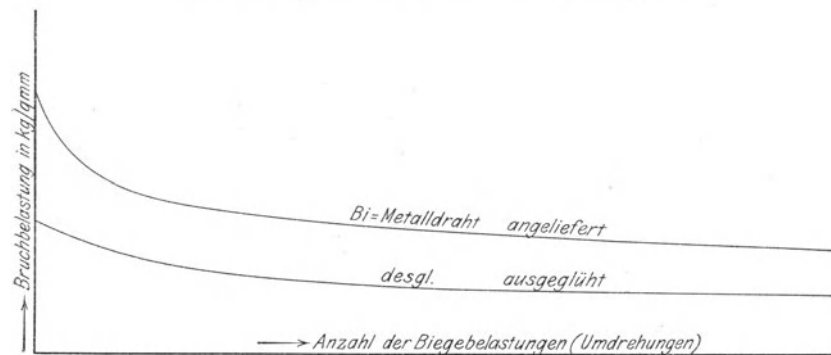 Bruchbelastung in kg/qmm
Bi=Metalldraht angeliefert
desgl. ausgeglüht
Anzahl der Biegebelastungen (Umdrehungen)